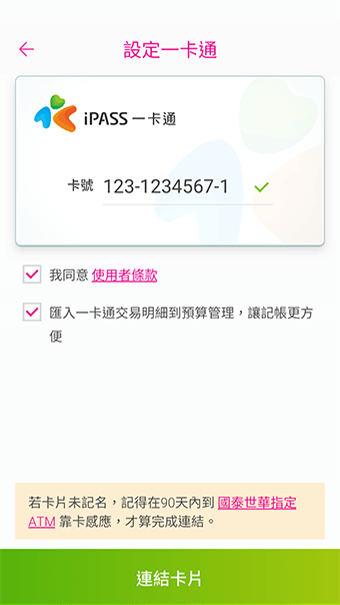 設定一卡通
iPASS 一卡通
卡號 123-1234567-1
我同意 使用者條款
匯入一卡通交易明細到預算管理，讓記帳更方
便
若卡片未記名，記得在90天內到 國泰世華指定
ATM 靠卡感應，才算完成連結。
連結卡片